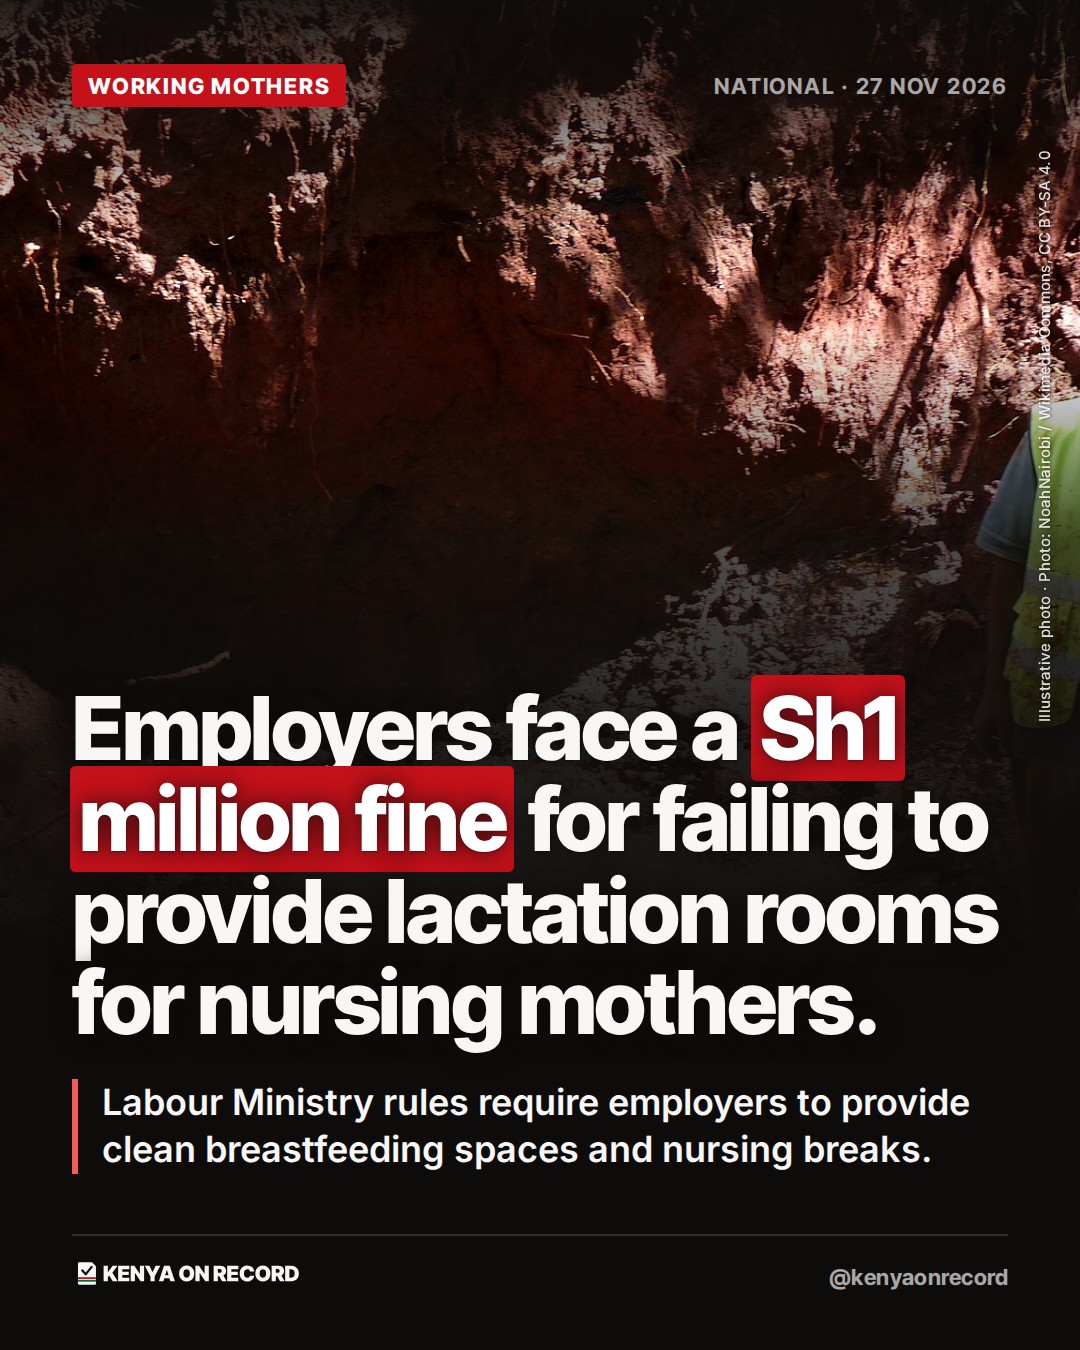 WORKING MOTHERS
NATIONAL · 27 NOV 2026
Illustrative photo · Photo: NoahNairobi / Wikimedia Commons, CC BY-SA 4.0
Employers face a Sh1
million fine for failing to
provide lactation rooms
for nursing mothers.
Labour Ministry rules require employers to provide
clean breastfeeding spaces and nursing breaks.
KENYA ON RECORD
@kenyaonrecord